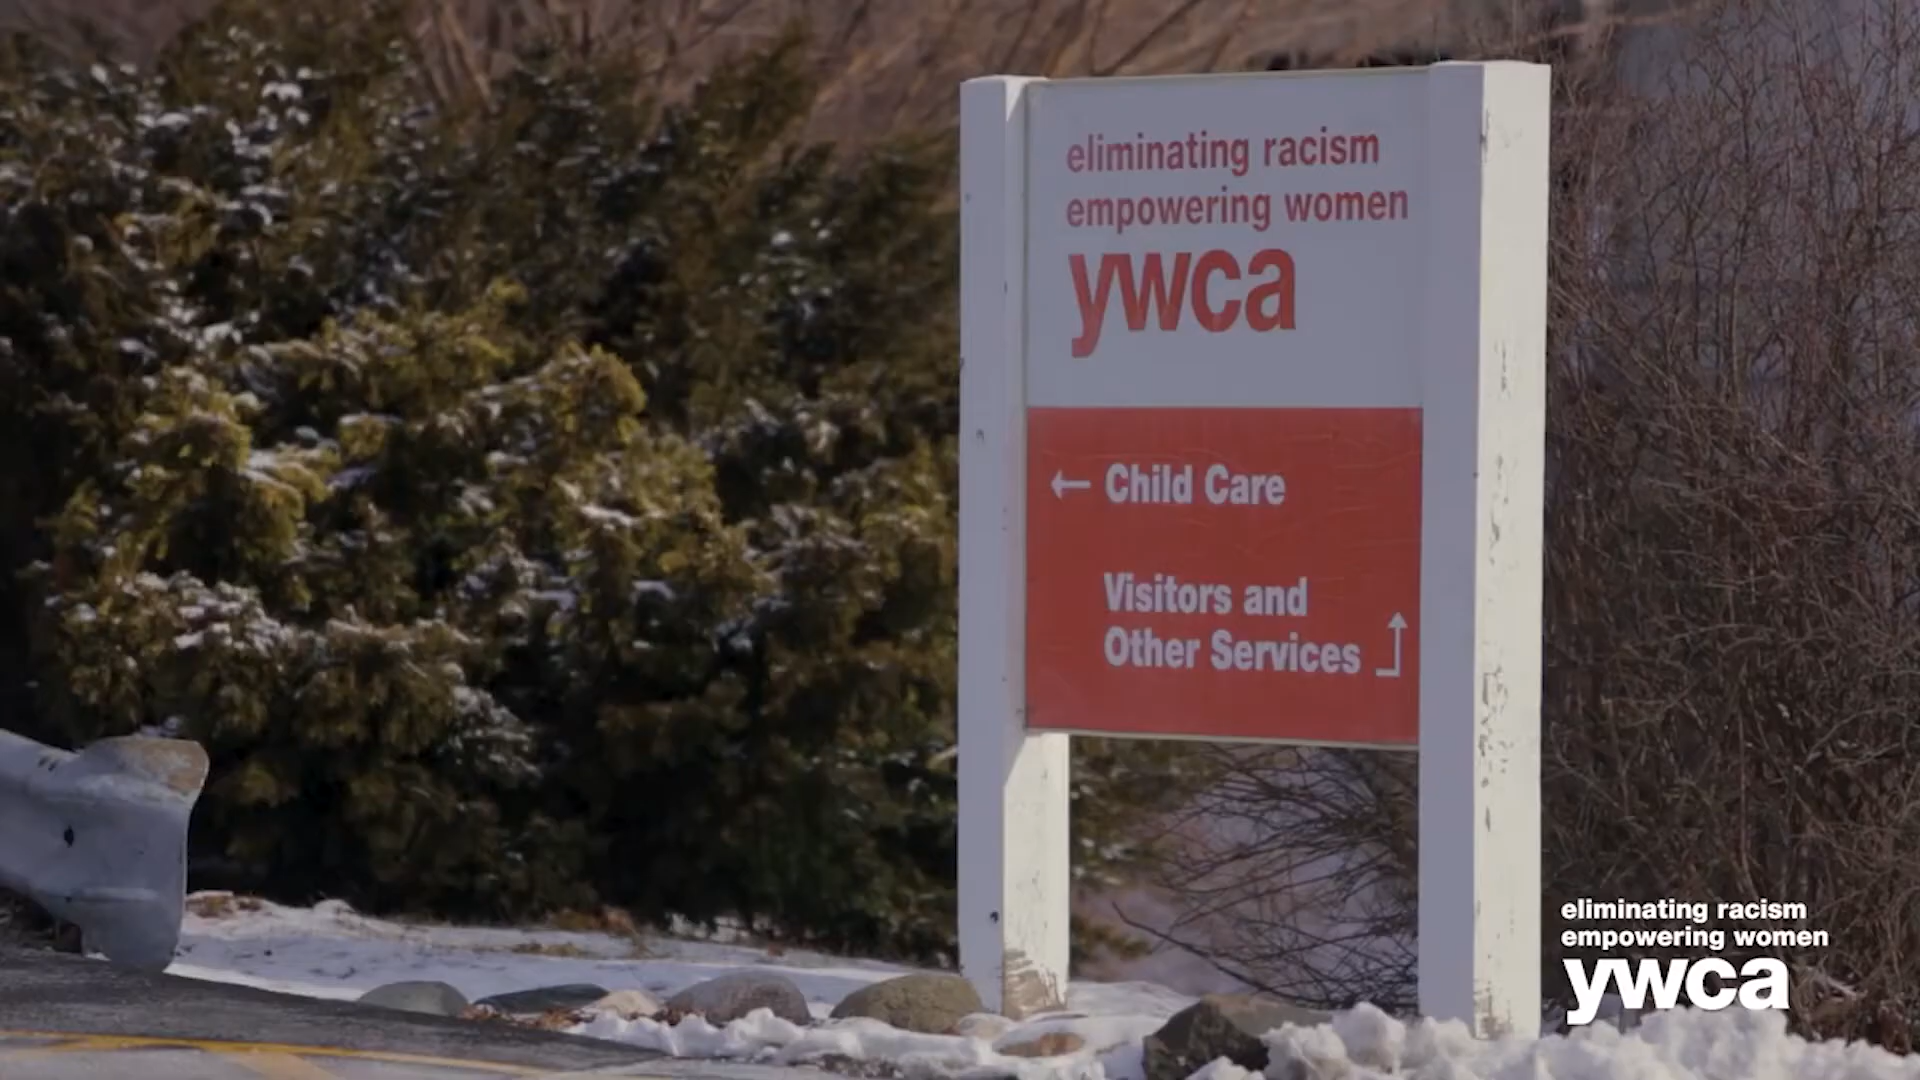 eliminating racism
empowering women
ywca
← Child Care
Visitors and
Other Services
eliminating racism
empowering women
ywca